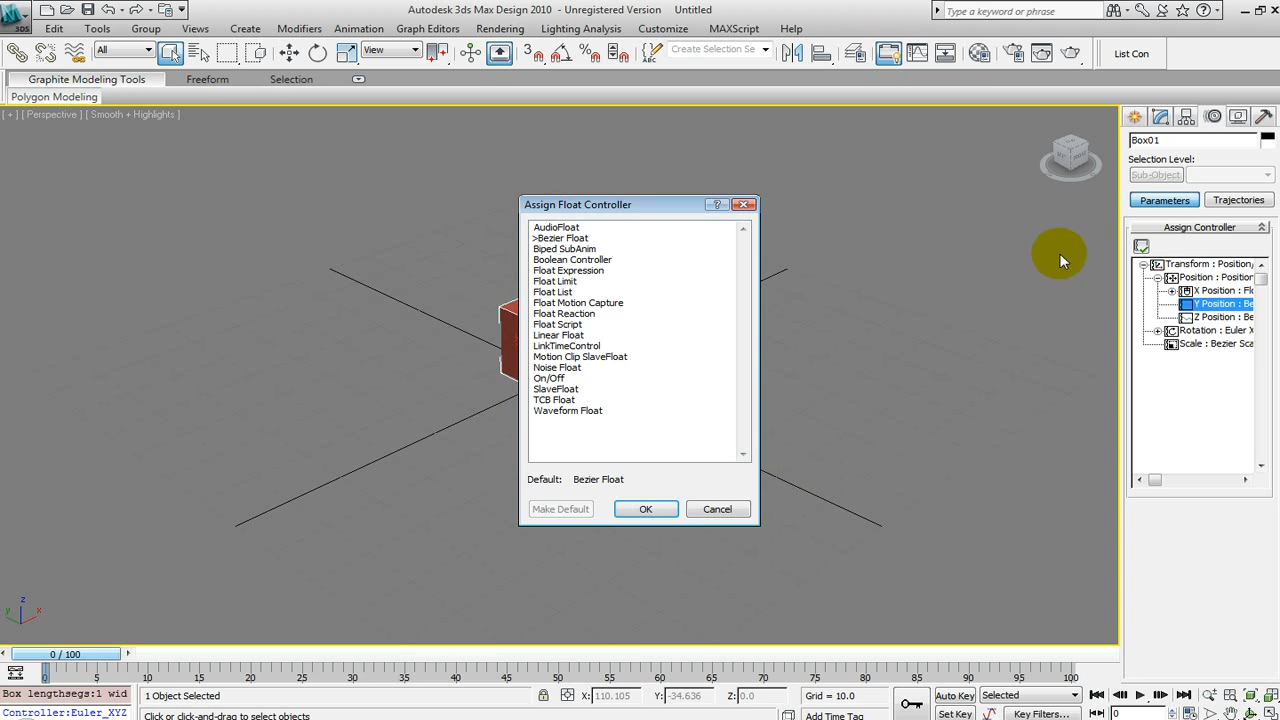 Autodesk 3ds Max Design 2010 - Unregistered Version Untitled
Type a keyword or phrase
3DS
Edit Tools Group Views Create Modifiers Animation Graph Editors Rendering Lighting Analysis Customize MAXScript Help
All View Create Selection Se List Con
Graphite Modeling Tools Freeform Selection
Polygon Modeling
[ + ] [ Perspective ] [ Smooth + Highlights ]
Box01
Selection Level:
Sub-Object
Parameters Trajectories
Assign Controller
Transform : Position/
Position : Position
X Position : Flo
Y Position : Be
Z Position : Be
Rotation : Euler X
Scale : Bezier Sca
Assign Float Controller
AudioFloat
>Bezier Float
Biped SubAnim
Boolean Controller
Float Expression
Float Limit
Float List
Float Motion Capture
Float Reaction
Float Script
Linear Float
LinkTimeControl
Motion Clip SlaveFloat
Noise Float
On/Off
SlaveFloat
TCB Float
Waveform Float
Default: Bezier Float
Make Default OK Cancel
z
y x
0 / 100
0 5 10 15 20 25 30 35 40 45 50 55 60 65 70 75 80 85 90 95 100
Box lengthsegs:1 wid 1 Object Selected X: 110.105 Y: -34.636 Z: 0.0 Grid = 10.0 Auto Key Selected
Controller:Euler_XYZ Click or click-and-drag to select objects Add Time Tag Set Key Key Filters... 0